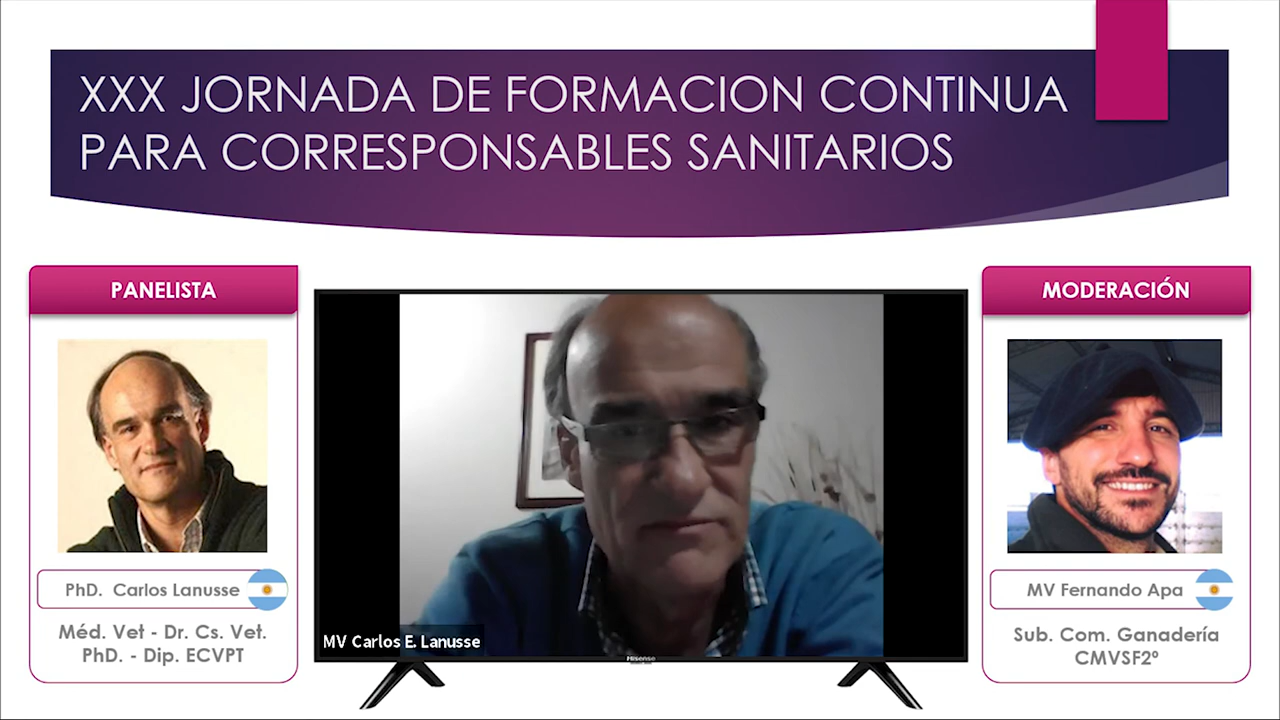 XXX JORNADA DE FORMACION CONTINUA
PARA CORRESPONSABLES SANITARIOS
PANELISTA
PhD. Carlos Lanusse
Méd. Vet - Dr. Cs. Vet.
PhD. - Dip. ECVPT
MV Carlos E. Lanusse
Hisense
MODERACIÓN
MV Fernando Apa
Sub. Com. Ganadería
CMVSF2º